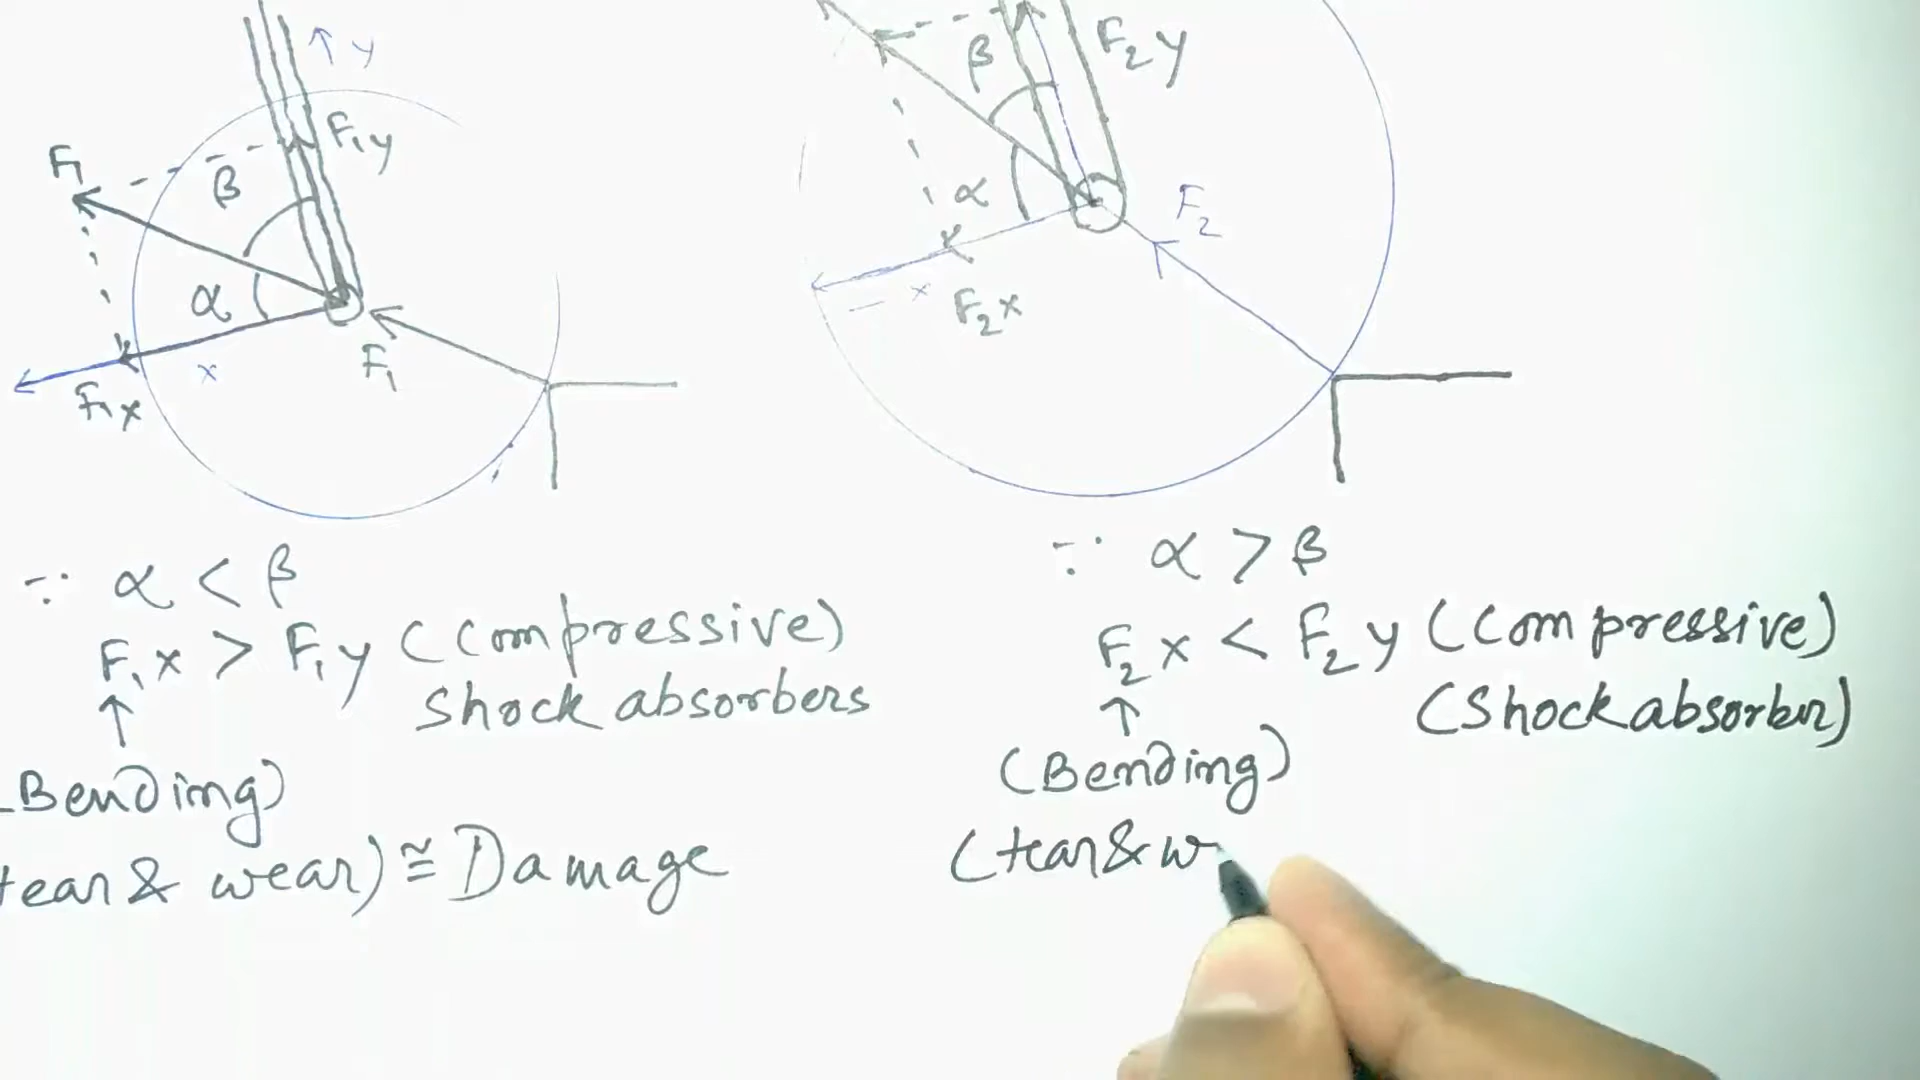 y
F₁y
F₁
β
α
F₁
x
F₁x
β
F₂y
α
F₂
x
F₂x
∵ α < β
F₁x > F₁y (Compressive)
Shock absorbers
↑
Bending)
tear & wear) ≅ Damage
∵ α > β
F₂x < F₂y (Compressive)
↑ (Shock absorber)
(Bending)
(tear & w